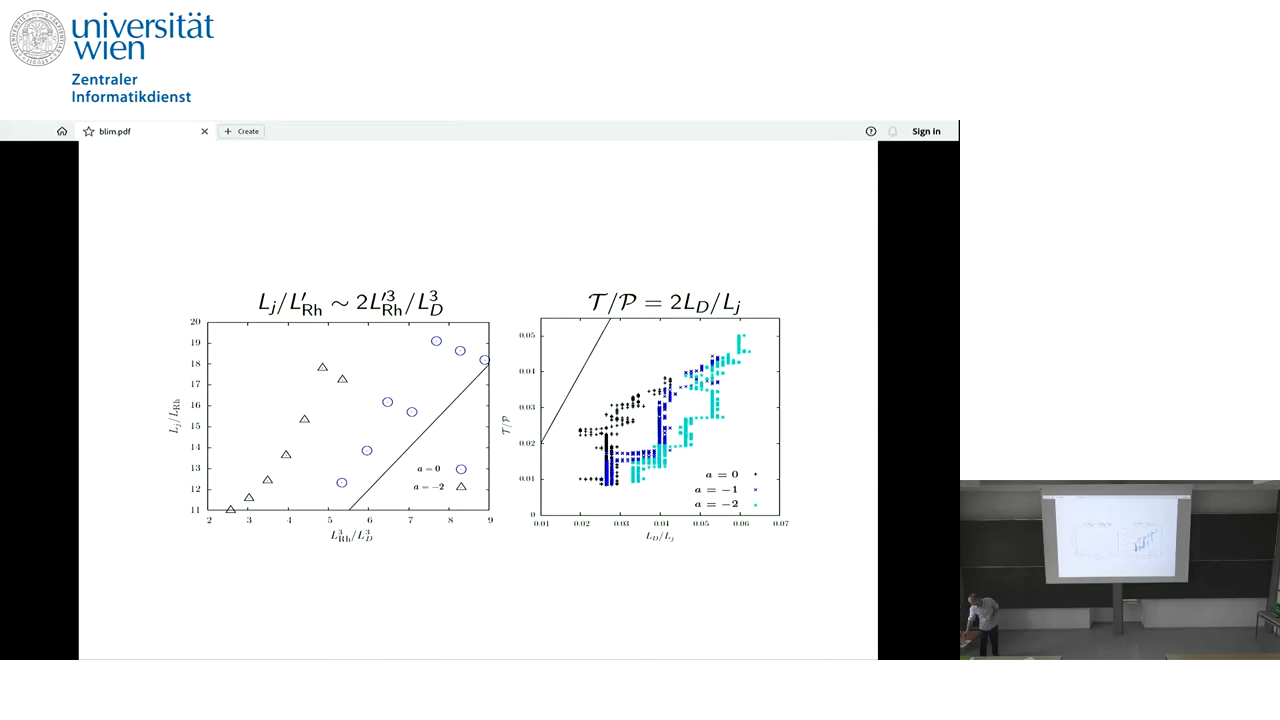 universität
wien
Zentraler
Informatikdienst
blim.pdf
Create
Sign in
L_j/L'_Rh ∼ 2L'^3_Rh/L^3_D
20
19
18
17
16
15
14
13
12
11
L_j/L_Rh
a = 0
a = −2
2 3 4 5 6 7 8 9
L^3_Rh/L^3_D
𝒯/𝒫 = 2L_D/L_j
0.05
0.04
0.03
0.02
0.01
0
𝒯/𝒫
a = 0
a = −1
a = −2
0.01 0.02 0.03 0.04 0.05 0.06 0.07
L_D/L_j